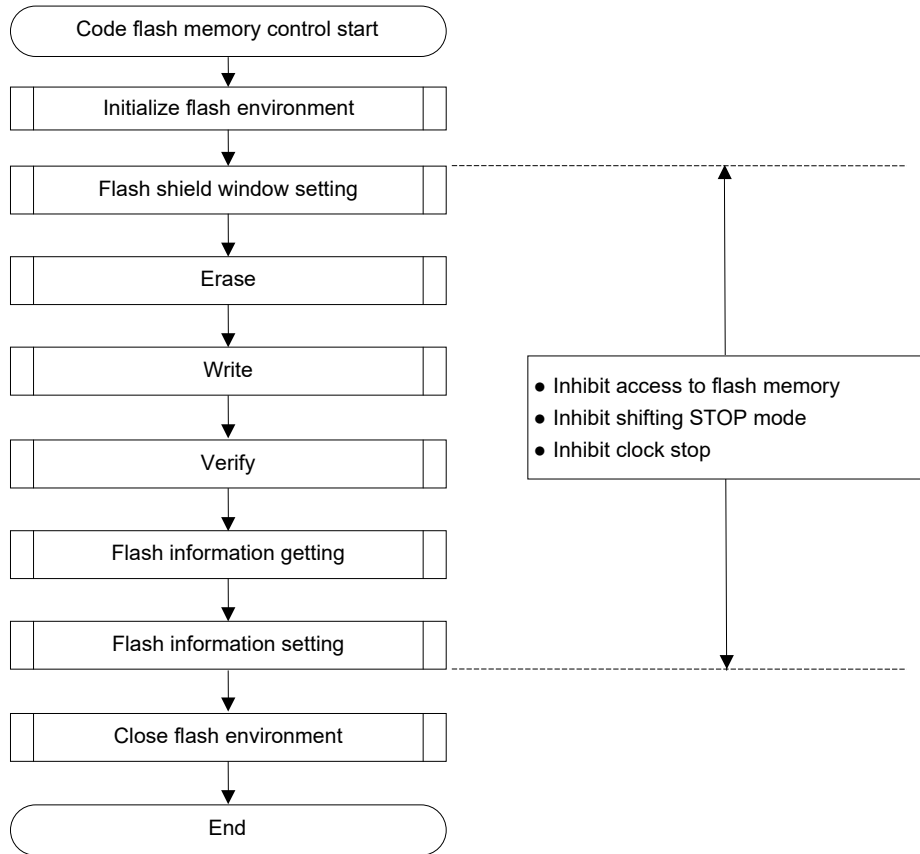 Code flash memory control start
Initialize flash environment
Flash shield window setting
Erase
Write
Verify
Flash information getting
Flash information setting
Close flash environment
End
● Inhibit access to flash memory
● Inhibit shifting STOP mode
● Inhibit clock stop